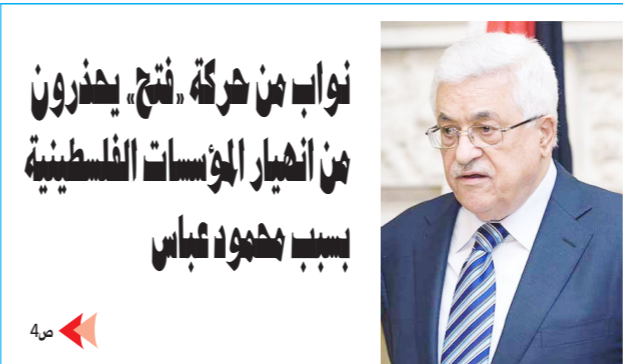 نواب من حركة «فتح» يحذرون
من انهيار المؤسسات الفلسطينية
بسبب محمود عباس
ص4